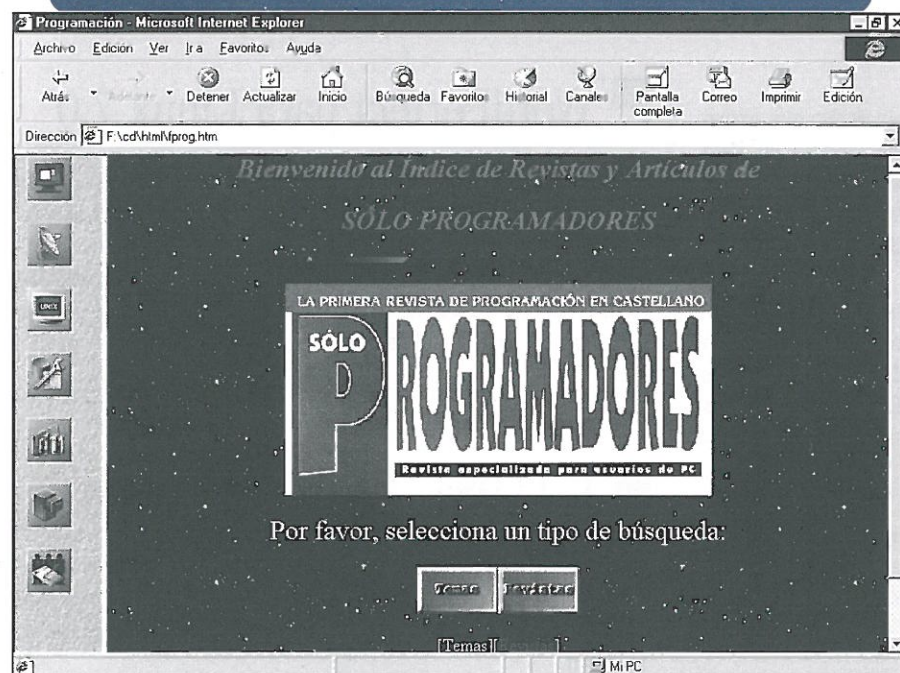 Programación - Microsoft Internet Explorer
Archivo Edición Ver Ir a Favoritos Ayuda
Atrás Adelante Detener Actualizar Inicio Búsqueda Favoritos Historial Canales Pantalla completa Correo Imprimir Edición
Dirección F:\cd\html\fprog.htm
Bienvenido al Índice de Revistas y Artículos de
SÓLO PROGRAMADORES
UNIX
LA PRIMERA REVISTA DE PROGRAMACIÓN EN CASTELLANO
SÓLO
PROGRAMADORES
Revista especializada para usuarios de PC
Por favor, selecciona un tipo de búsqueda:
Temas Revistas
[Temas][
Mi PC